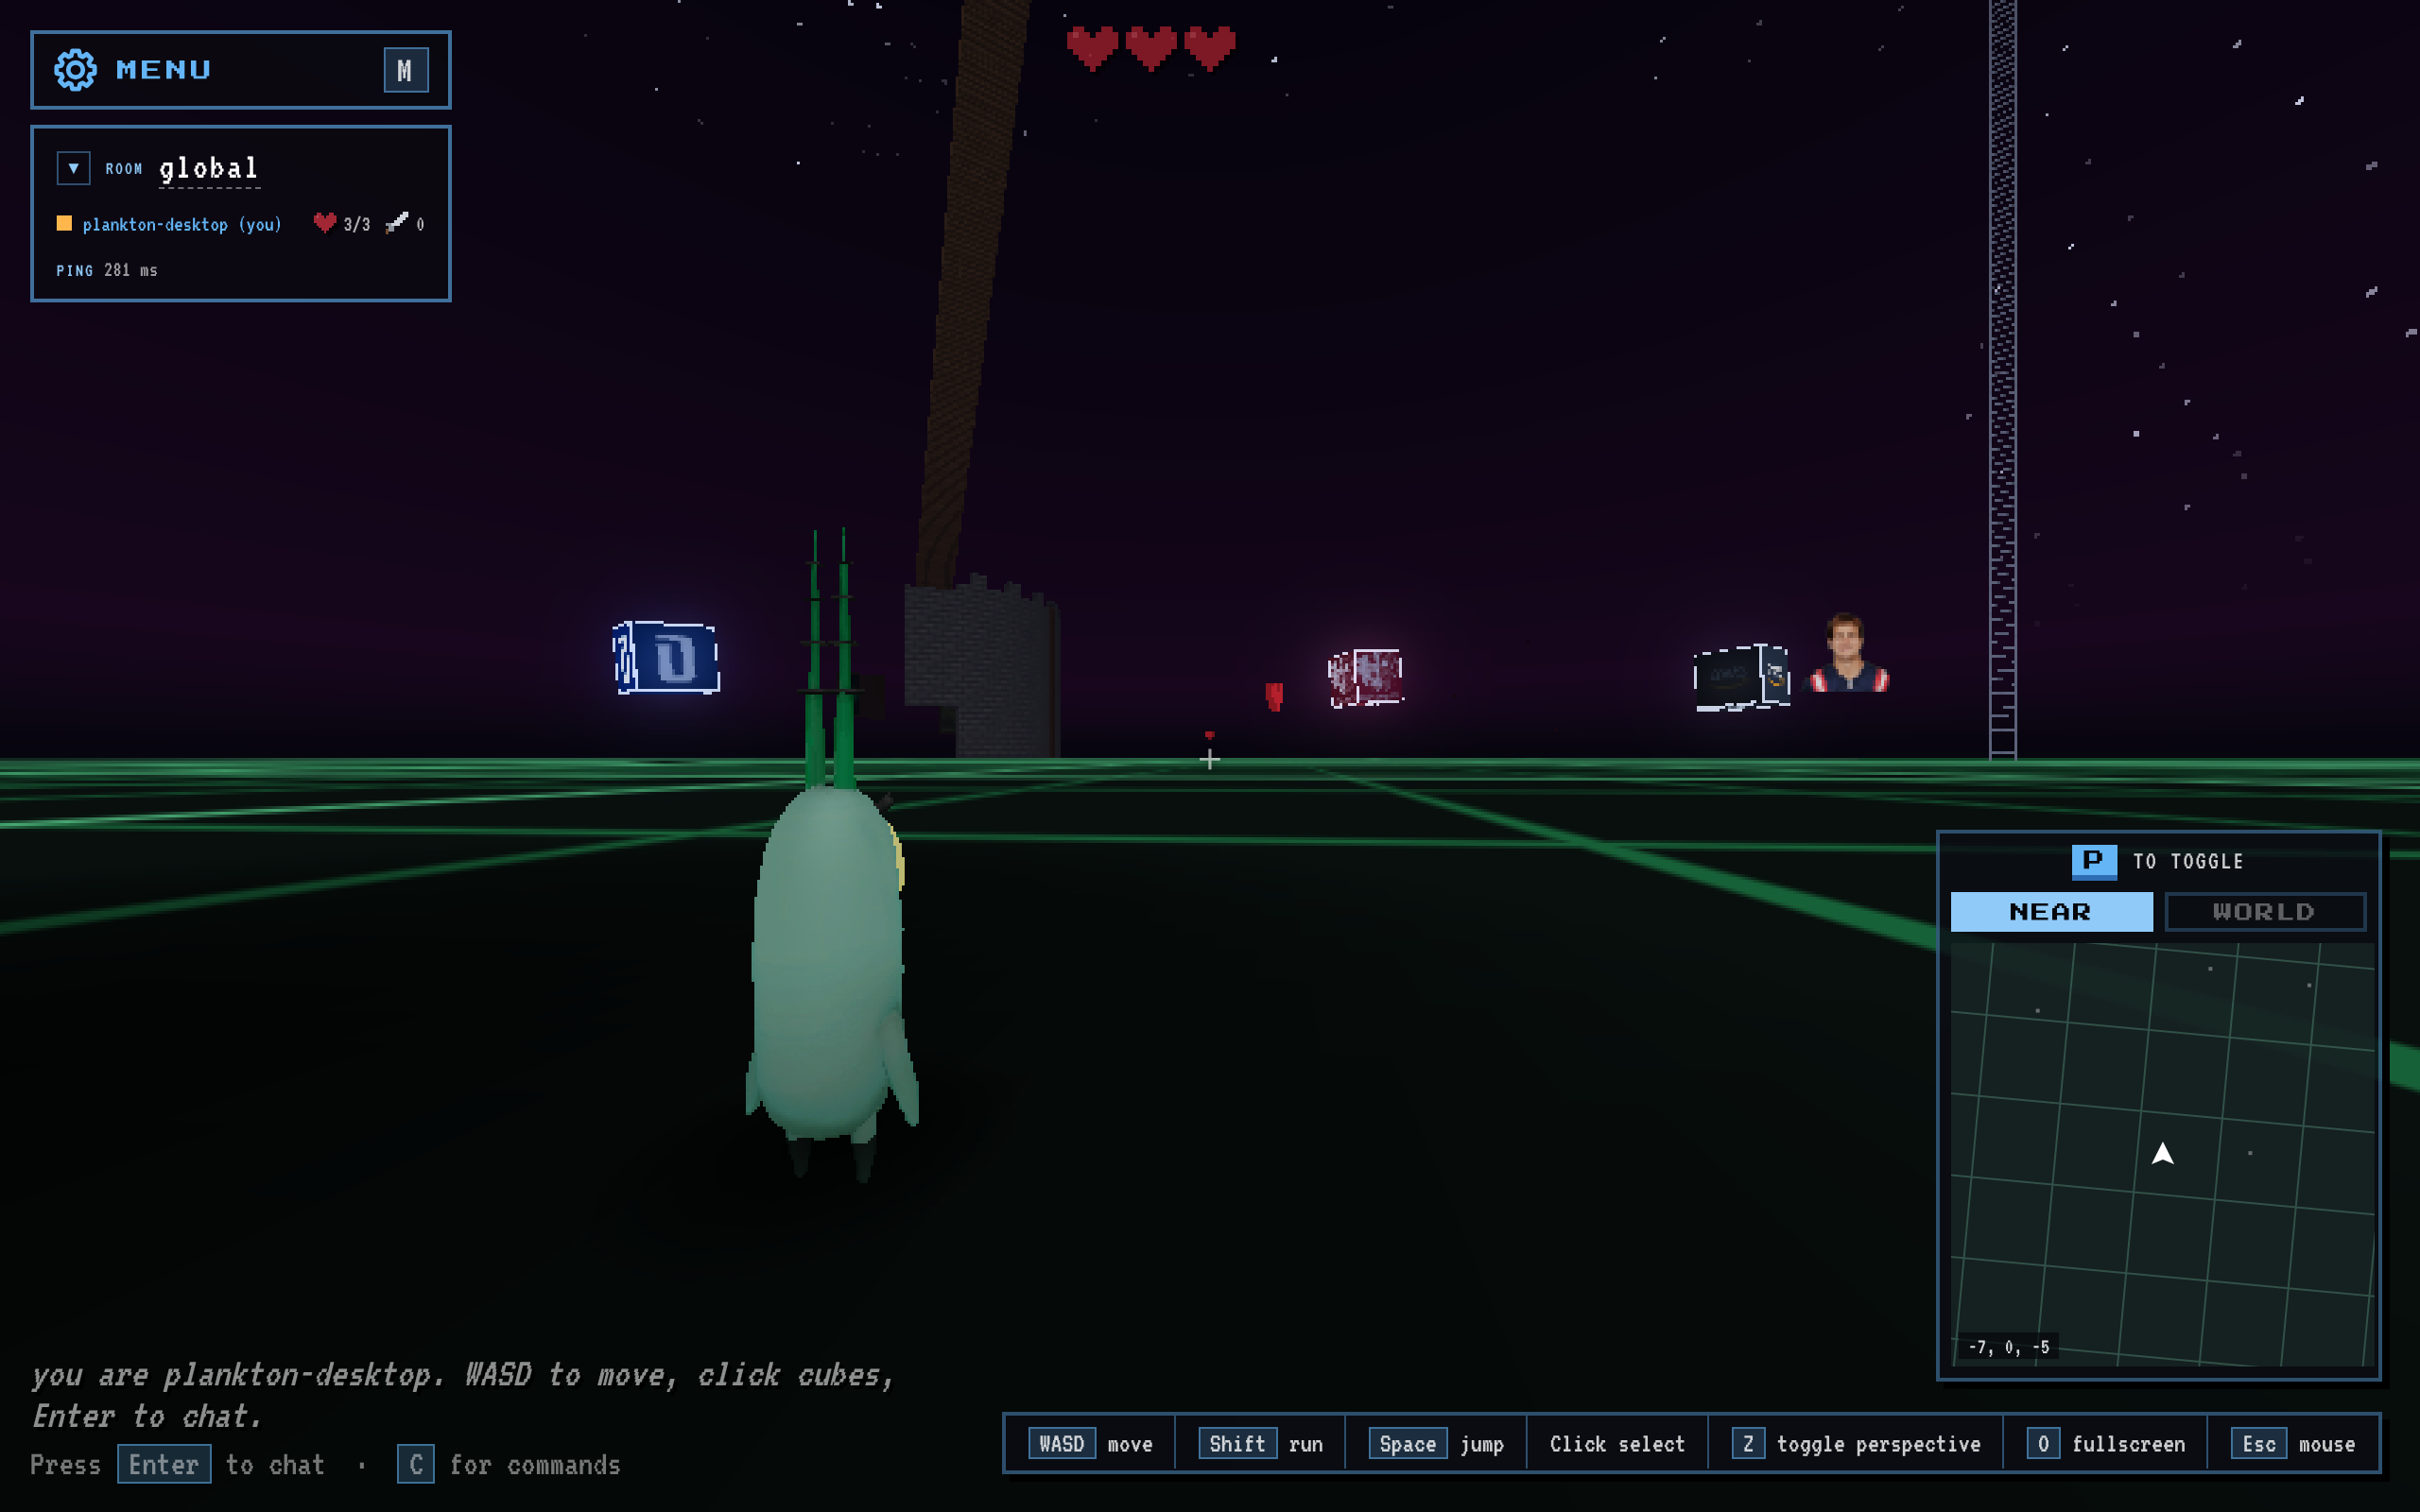 MENU M
▼ ROOM global
plankton-desktop (you) 3/3 0
PING 281 ms
P TO TOGGLE
NEAR WORLD
-7, 0, -5
you are plankton-desktop. WASD to move, click cubes,
Enter to chat.
Press Enter to chat · C for commands
WASD move Shift run Space jump Click select Z toggle perspective O fullscreen Esc mouse